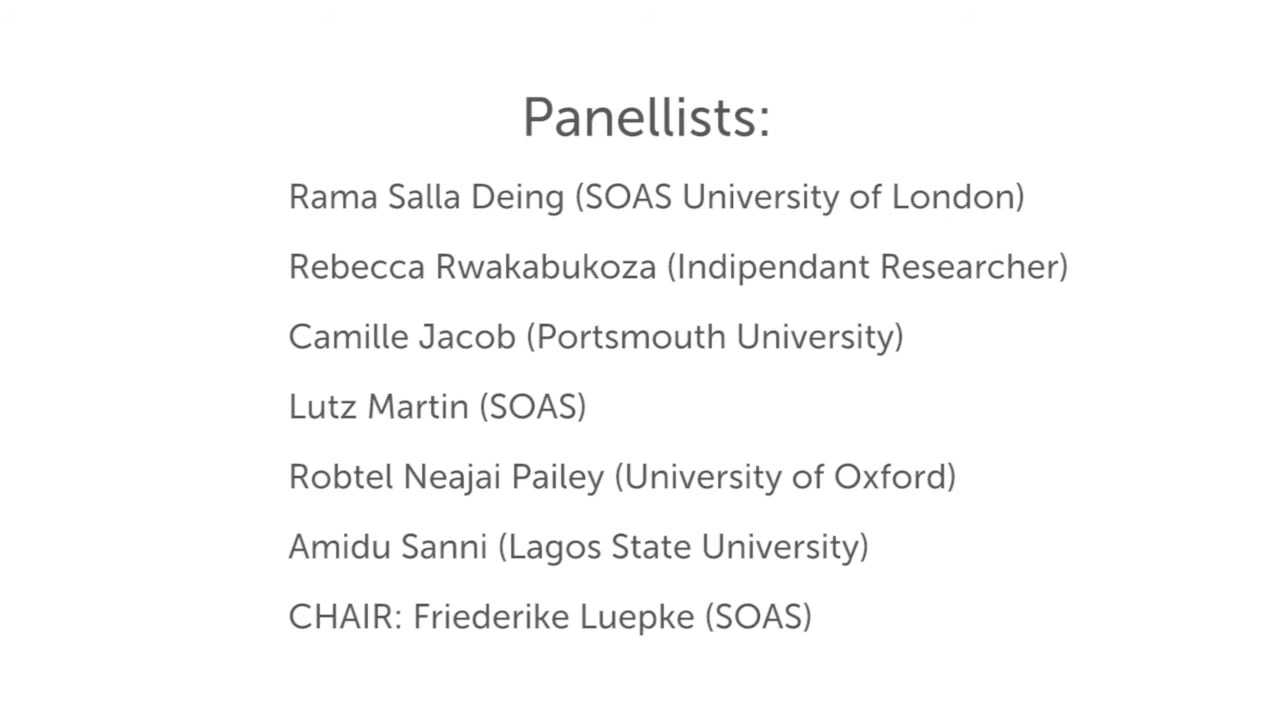 Panellists:
Rama Salla Deing (SOAS University of London)
Rebecca Rwakabukoza (Indipendant Researcher)
Camille Jacob (Portsmouth University)
Lutz Martin (SOAS)
Robtel Neajai Pailey (University of Oxford)
Amidu Sanni (Lagos State University)
CHAIR: Friederike Luepke (SOAS)